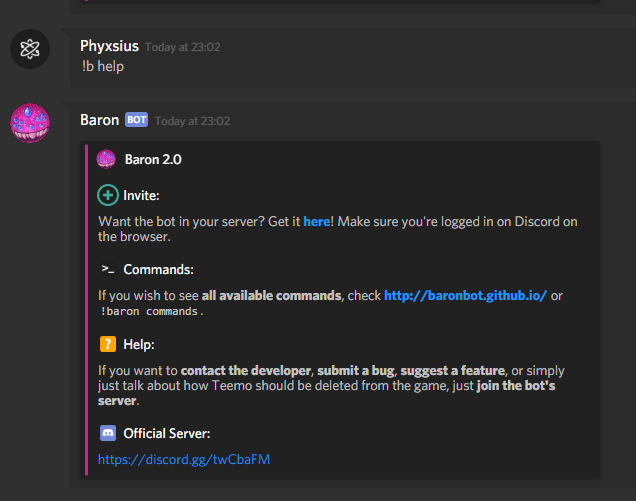 Phyxsius Today at 23:02
!b help
Baron BOT Today at 23:02
Baron 2.0
Invite:
Want the bot in your server? Get it here! Make sure you're logged in on Discord on
the browser.
>_ Commands:
If you wish to see all available commands, check http://baronbot.github.io/ or
!baron commands.
? Help:
If you want to contact the developer, submit a bug, suggest a feature, or simply
just talk about how Teemo should be deleted from the game, just join the bot's
server.
Official Server:
https://discord.gg/twCbaFM